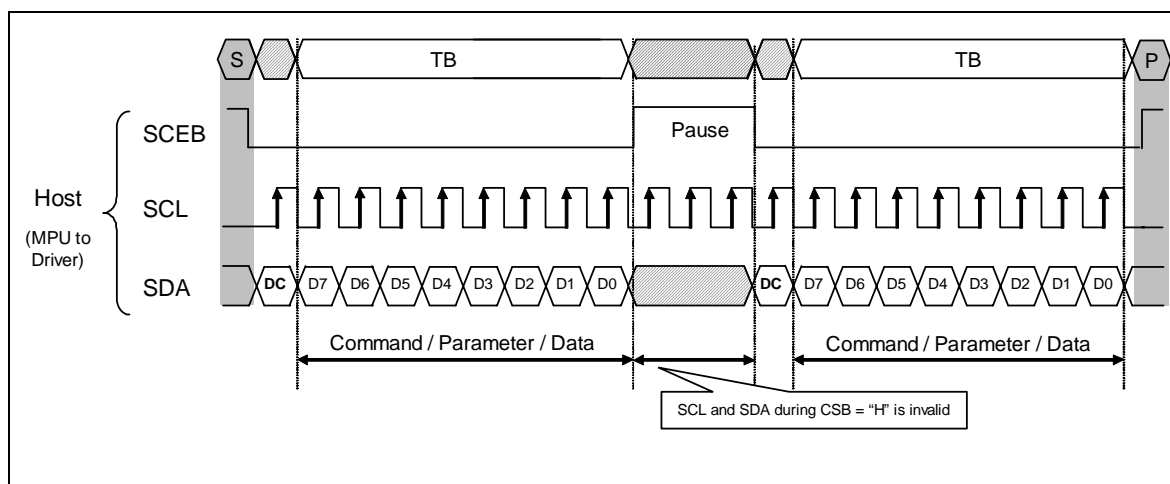 S TB TB P
SCEB Pause
Host
(MPU to
Driver)
SCL
SDA DC D7 D6 D5 D4 D3 D2 D1 D0 DC D7 D6 D5 D4 D3 D2 D1 D0
Command / Parameter / Data Command / Parameter / Data
SCL and SDA during CSB = “H” is invalid